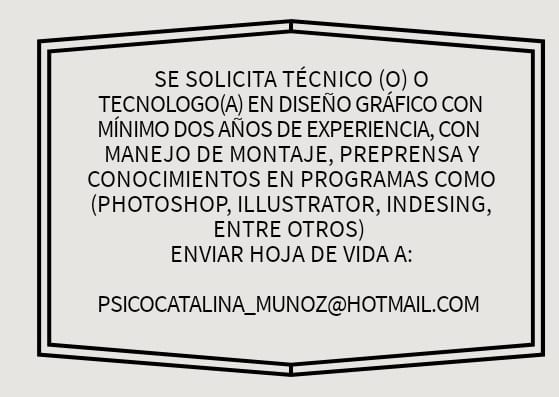 SE SOLICITA TÉCNICO (O) O
TECNOLOGO(A) EN DISEÑO GRÁFICO CON
MÍNIMO DOS AÑOS DE EXPERIENCIA, CON
MANEJO DE MONTAJE, PREPRENSA Y
CONOCIMIENTOS EN PROGRAMAS COMO
(PHOTOSHOP, ILLUSTRATOR, INDESING,
ENTRE OTROS)
ENVIAR HOJA DE VIDA A:
PSICOCATALINA_MUNOZ@HOTMAIL.COM